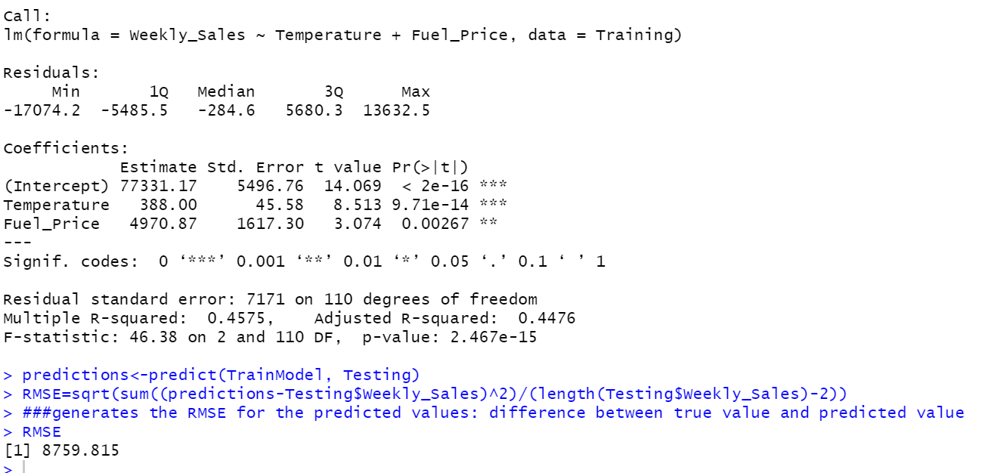 Call:
lm(formula = Weekly_Sales ~ Temperature + Fuel_Price, data = Training)
Residuals:
Min 1Q Median 3Q Max
-17074.2 -5485.5 -284.6 5680.3 13632.5
Coefficients:
Estimate Std. Error t value Pr(>|t|)
(Intercept) 77331.17 5496.76 14.069 < 2e-16 ***
Temperature 388.00 45.58 8.513 9.71e-14 ***
Fuel_Price 4970.87 1617.30 3.074 0.00267 **
---
Signif. codes: 0 ‘***’ 0.001 ‘**’ 0.01 ‘*’ 0.05 ‘.’ 0.1 ‘ ’ 1
Residual standard error: 7171 on 110 degrees of freedom
Multiple R-squared: 0.4575, Adjusted R-squared: 0.4476
F-statistic: 46.38 on 2 and 110 DF, p-value: 2.467e-15
> predictions<-predict(TrainModel, Testing)
> RMSE=sqrt(sum((predictions-Testing$Weekly_Sales)^2)/(length(Testing$Weekly_Sales)-2))
> ###generates the RMSE for the predicted values: difference between true value and predicted value
> RMSE
[1] 8759.815
>